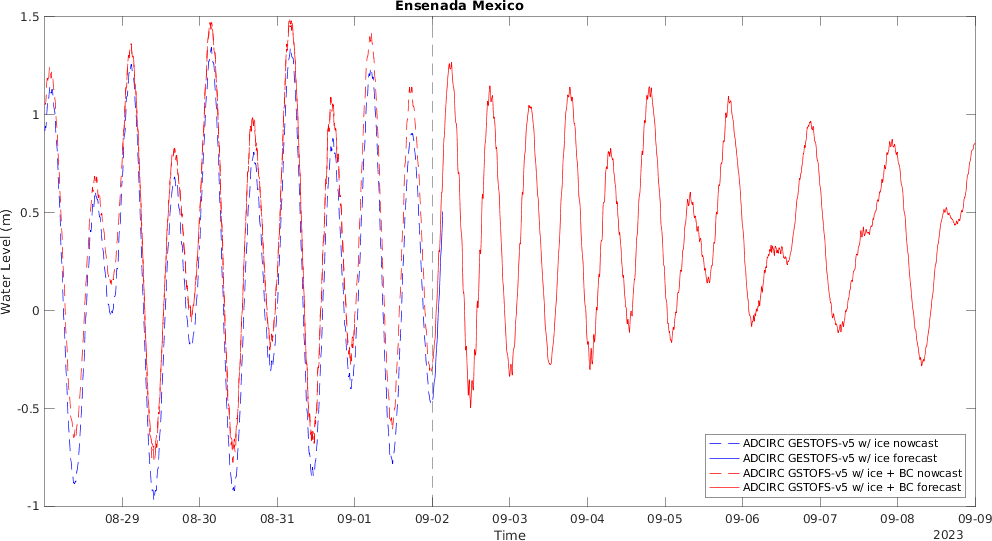 Ensenada Mexico
1.5
1
0.5
0
-0.5
-1
Water Level (m)
ADCIRC GESTOFS-v5 w/ ice nowcast
ADCIRC GESTOFS-v5 w/ ice forecast
ADCIRC GSTOFS-v5 w/ ice + BC nowcast
ADCIRC GSTOFS-v5 w/ ice + BC forecast
08-29 08-30 08-31 09-01 09-02 09-03 09-04 09-05 09-06 09-07 09-08 09-09
Time
2023